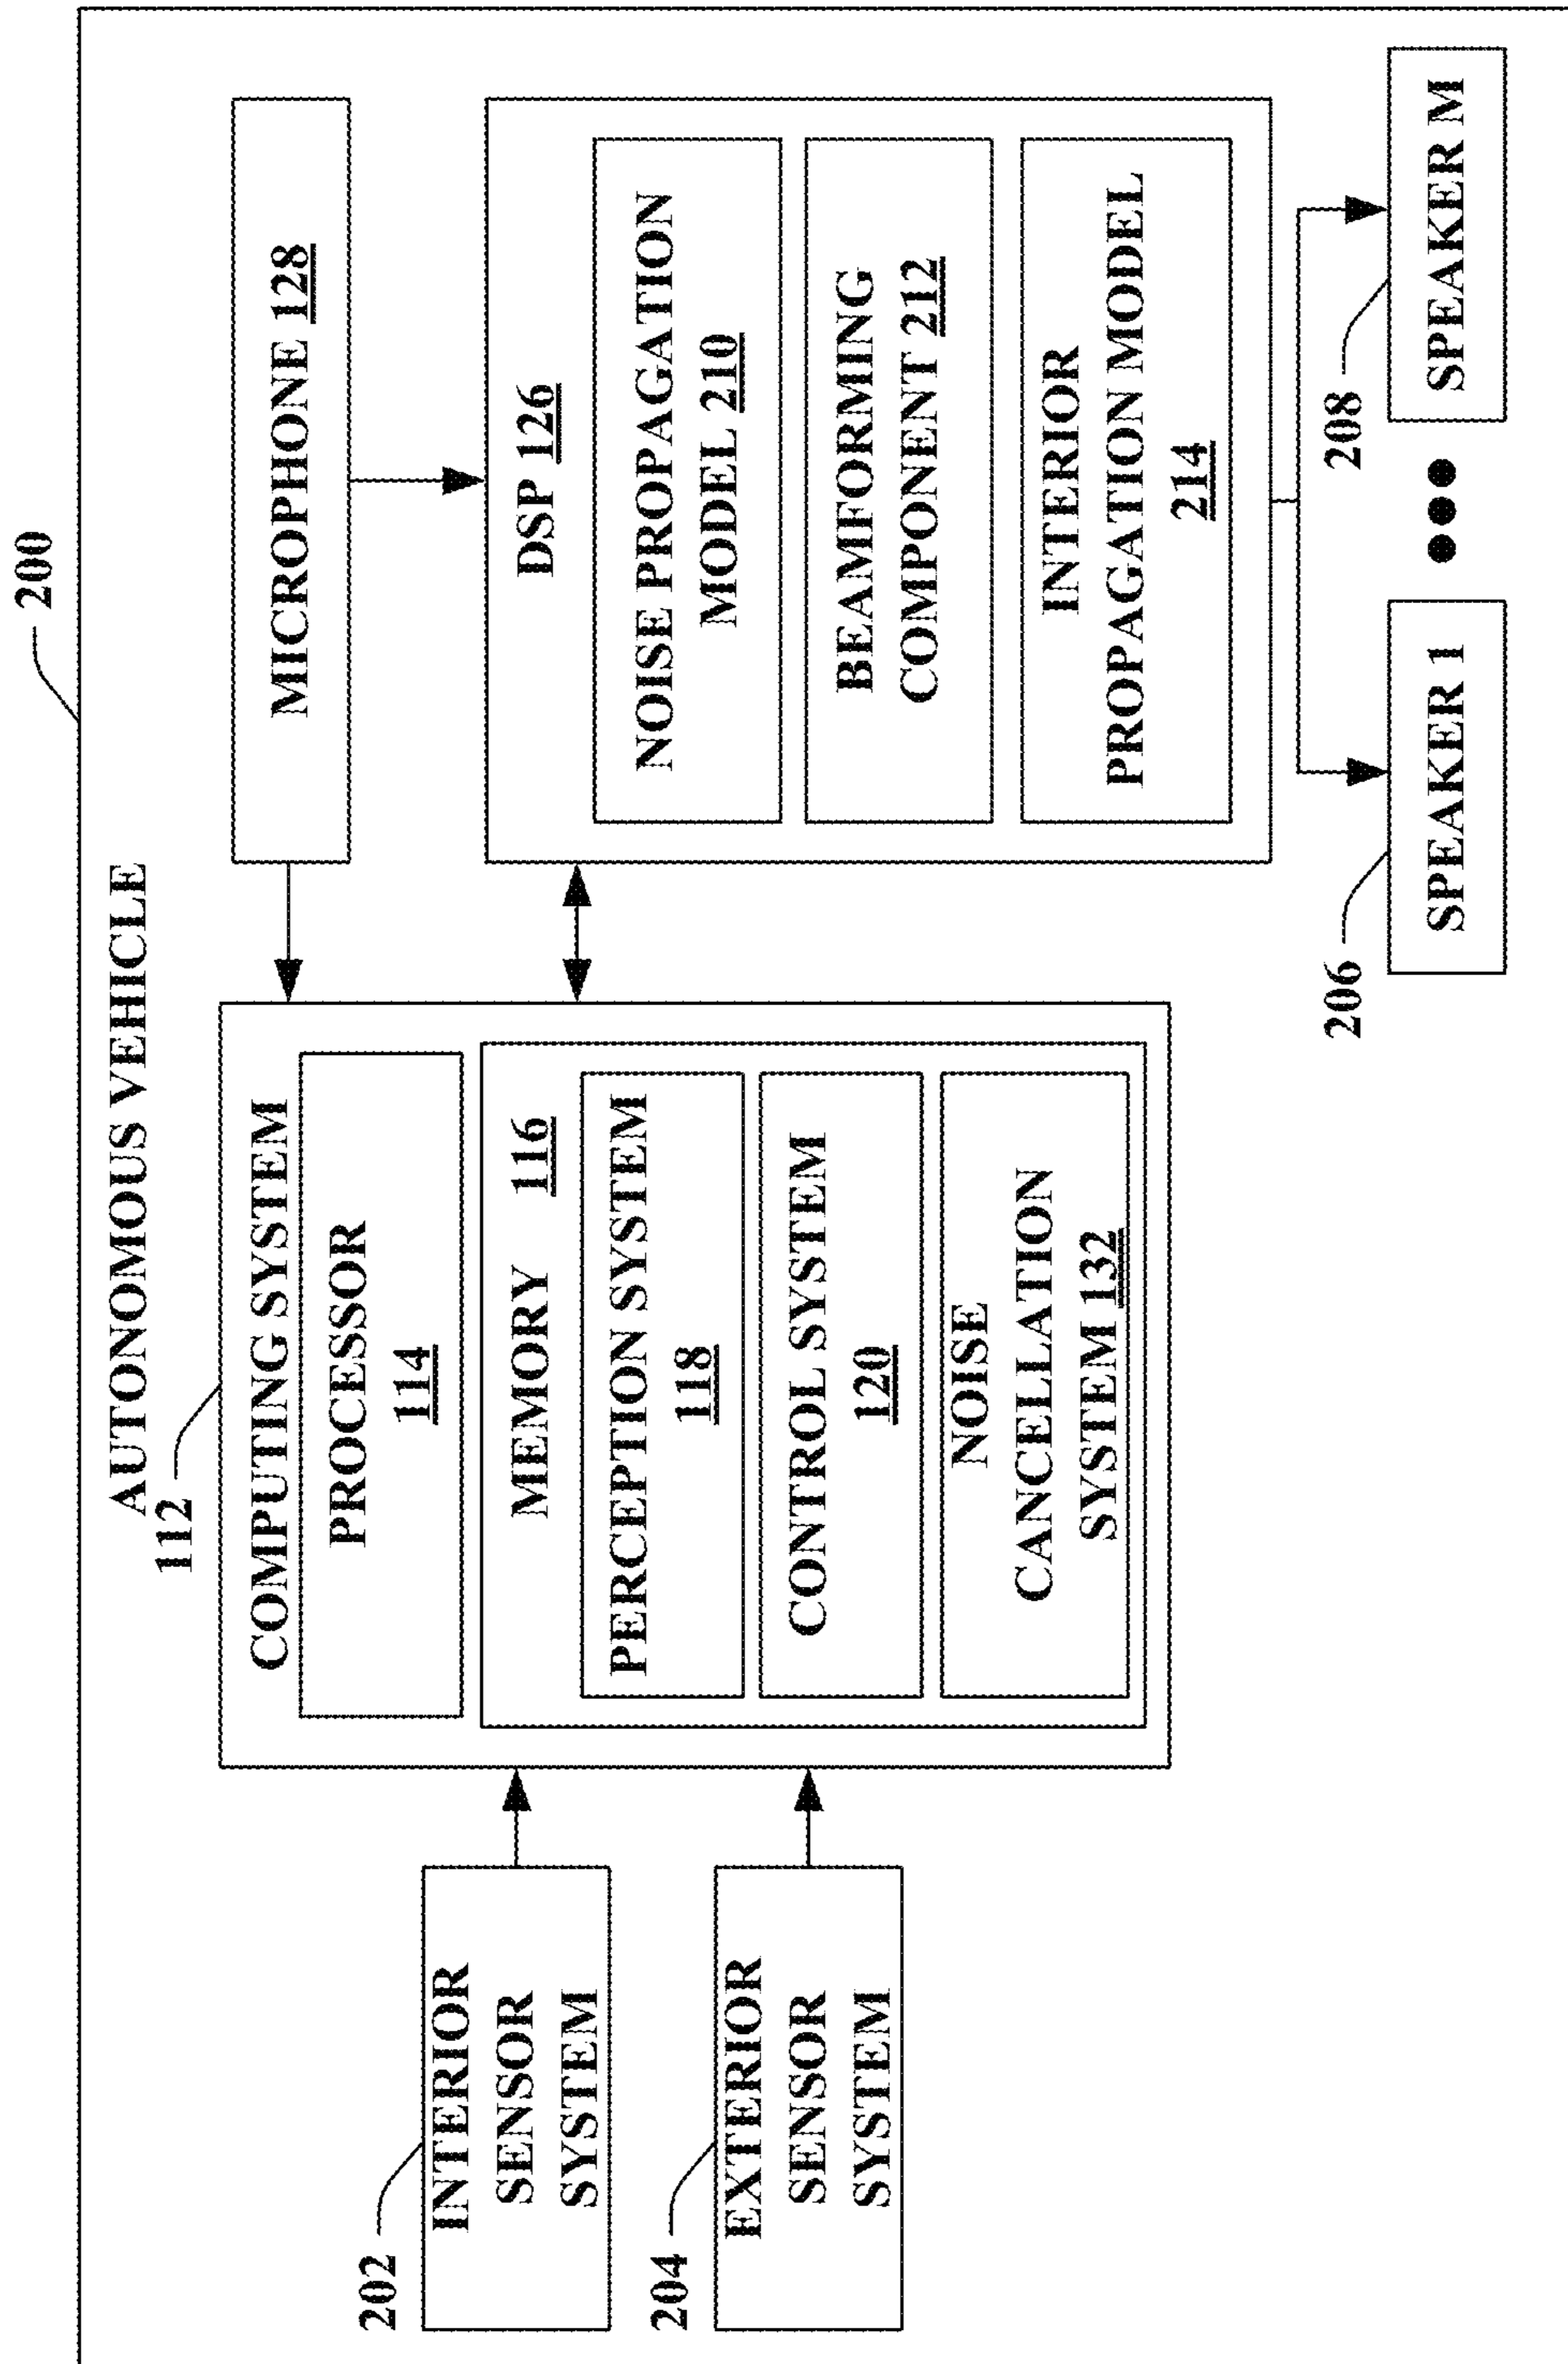 200
AUTONOMOUS VEHICLE
112
COMPUTING SYSTEM
PROCESSOR
114
MEMORY 116
PERCEPTION SYSTEM
118
CONTROL SYSTEM
120
NOISE
CANCELLATION
SYSTEM 132
202
INTERIOR
SENSOR
SYSTEM
204
EXTERIOR
SENSOR
SYSTEM
MICROPHONE 128
DSP 126
NOISE PROPAGATION
MODEL 210
BEAMFORMING
COMPONENT 212
INTERIOR
PROPAGATION MODEL
214
206
SPEAKER 1
208
SPEAKER M